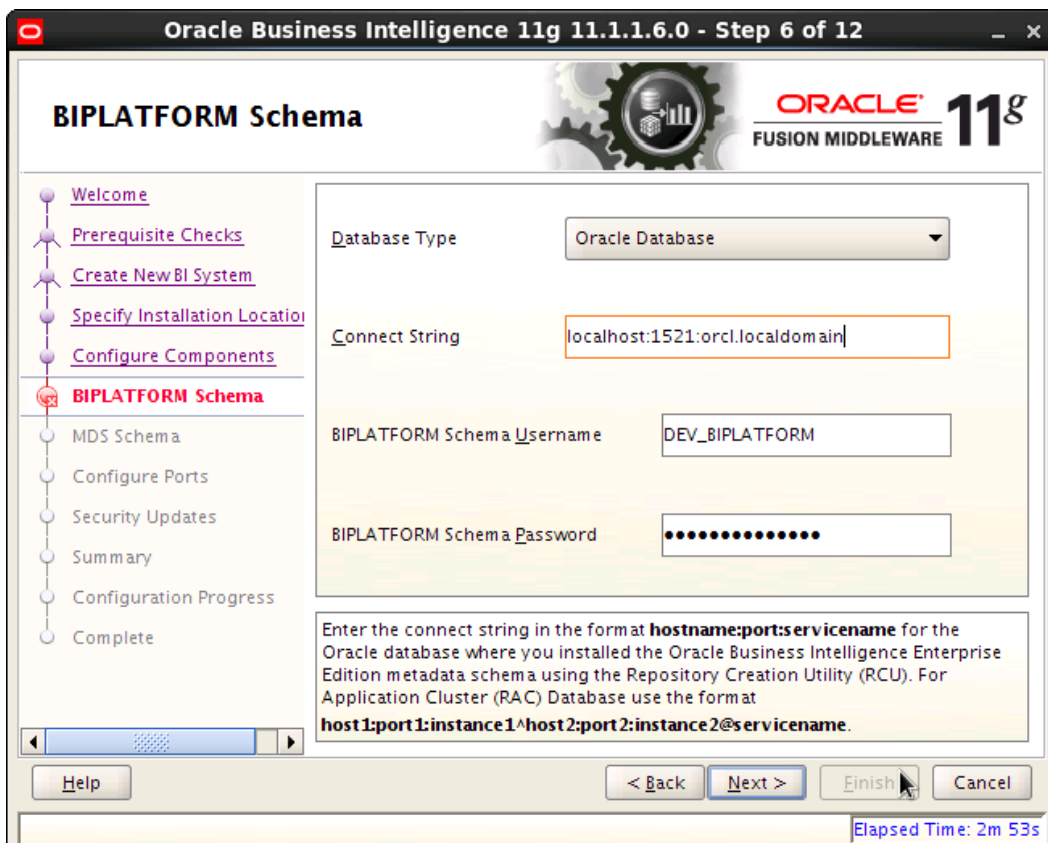 Oracle Business Intelligence 11g 11.1.1.6.0 - Step 6 of 12
BIPLATFORM Schema
ORACLE
FUSION MIDDLEWARE
11g
Welcome
Prerequisite Checks
Create New BI System
Specify Installation Location
Configure Components
BIPLATFORM Schema
MDS Schema
Configure Ports
Security Updates
Summary
Configuration Progress
Complete
Database Type
Oracle Database
Connect String
localhost:1521:orcl.localdomain
BIPLATFORM Schema Username
DEV_BIPLATFORM
BIPLATFORM Schema Password
••••••••••••••
Enter the connect string in the format hostname:port:servicename for the
Oracle database where you installed the Oracle Business Intelligence Enterprise
Edition metadata schema using the Repository Creation Utility (RCU). For
Application Cluster (RAC) Database use the format
host1:port1:instance1^host2:port2:instance2@servicename.
Help
< Back
Next >
Finish
Cancel
Elapsed Time: 2m 53s